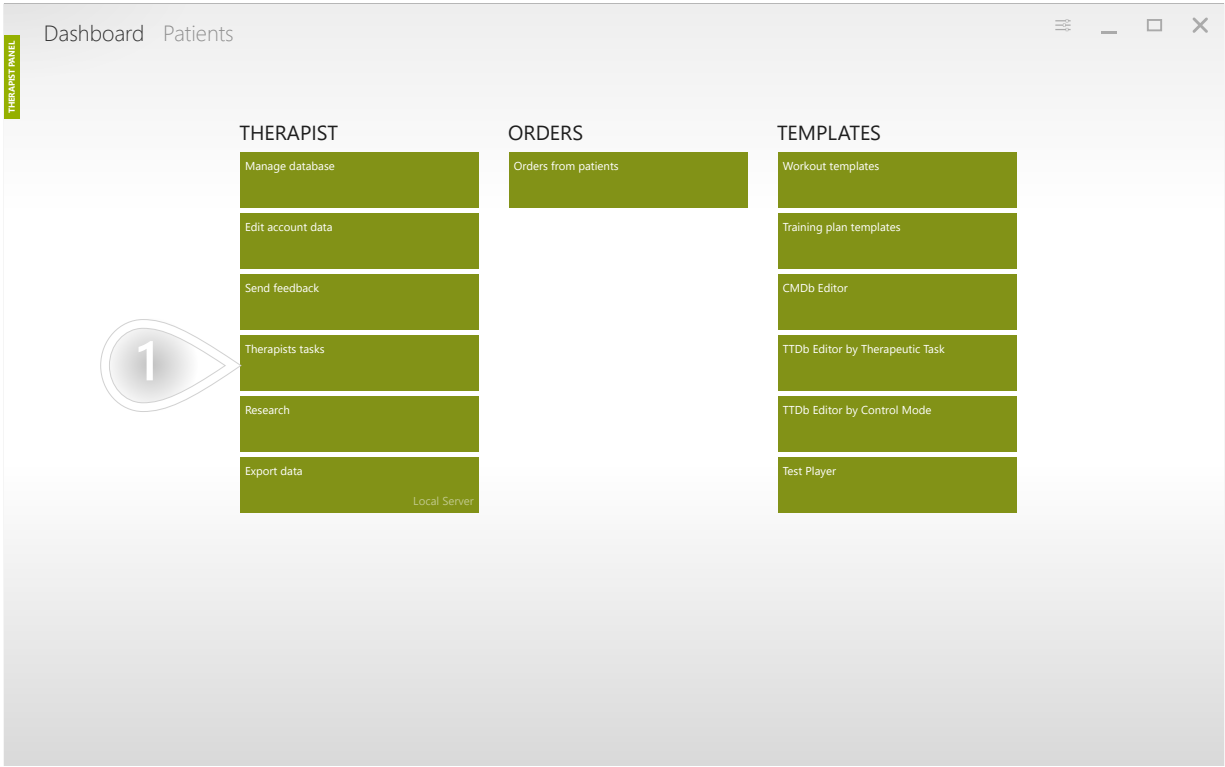 Dashboard Patients
THERAPIST PANEL
THERAPIST
Manage database
Edit account data
Send feedback
Therapists tasks
1
Research
Export data
Local Server
ORDERS
Orders from patients
TEMPLATES
Workout templates
Training plan templates
CMDb Editor
TTDb Editor by Therapeutic Task
TTDb Editor by Control Mode
Test Player